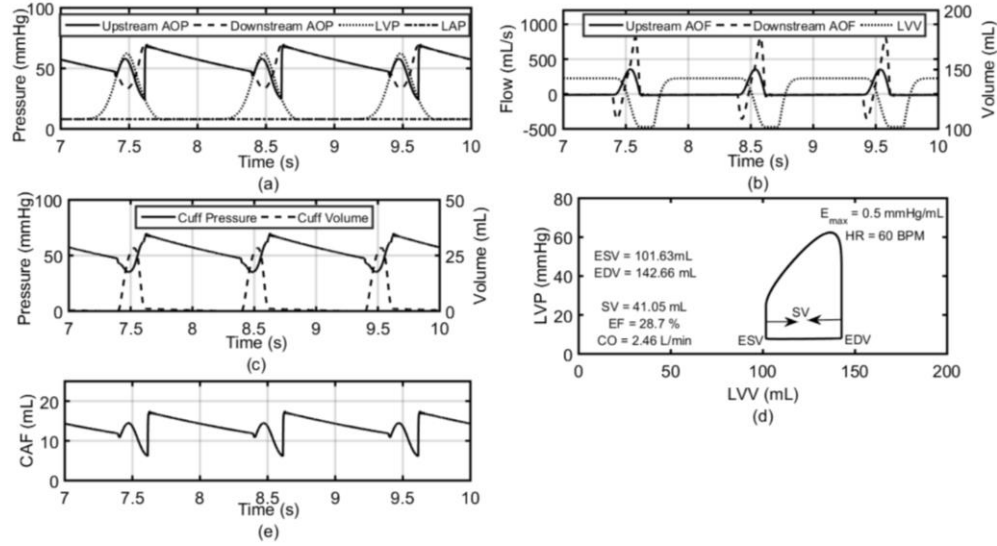 Upstream AOP Downstream AOP LVP LAP
Pressure (mmHg)
100
50
0
7 7.5 8 8.5 9 9.5 10
Time (s)
(a)
Upstream AOF Downstream AOF LVV
Flow (mL/s)
1000
500
0
-500
Volume (mL)
200
150
100
7 7.5 8 8.5 9 9.5 10
Time (s)
(b)
Cuff Pressure Cuff Volume
Pressure (mmHg)
100
50
0
Volume (mL)
50
25
0
7 7.5 8 8.5 9 9.5 10
Time (s)
(c)
LVP (mmHg)
80
60
40
20
0
Emax = 0.5 mmHg/mL
HR = 60 BPM
ESV = 101.63mL
EDV = 142.66 mL
SV = 41.05 mL
EF = 28.7 %
CO = 2.46 L/min
SV
ESV EDV
0 50 100 150 200
LVV (mL)
(d)
CAF (mL)
20
10
0
7 7.5 8 8.5 9 9.5 10
Time (s)
(e)